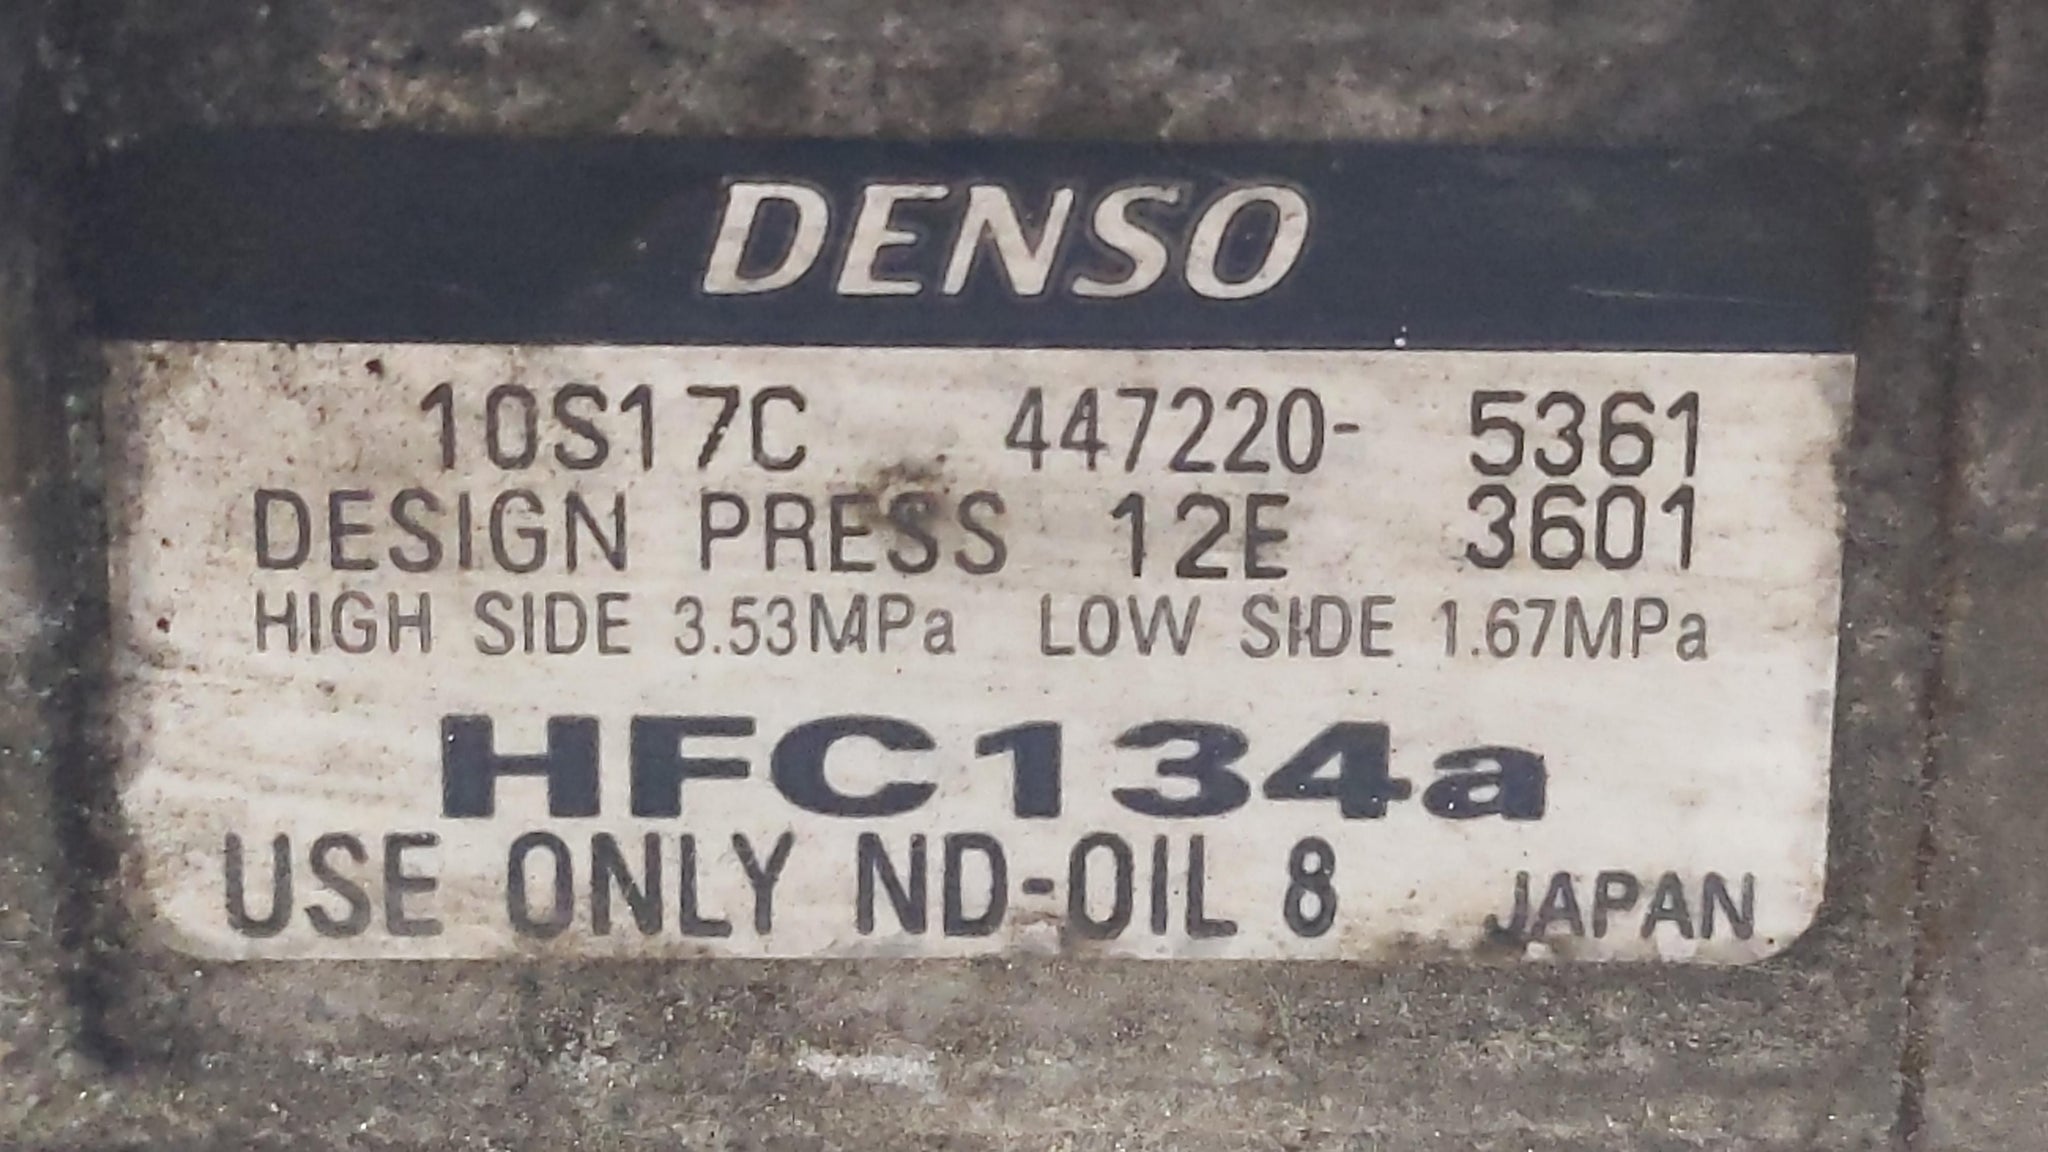 DENSO
10S17C 447220- 5361
DESIGN PRESS 12E 3601
HIGH SIDE 3.53MPa LOW SIDE 1.67MPa
HFC134a
USE ONLY ND-OIL 8 JAPAN